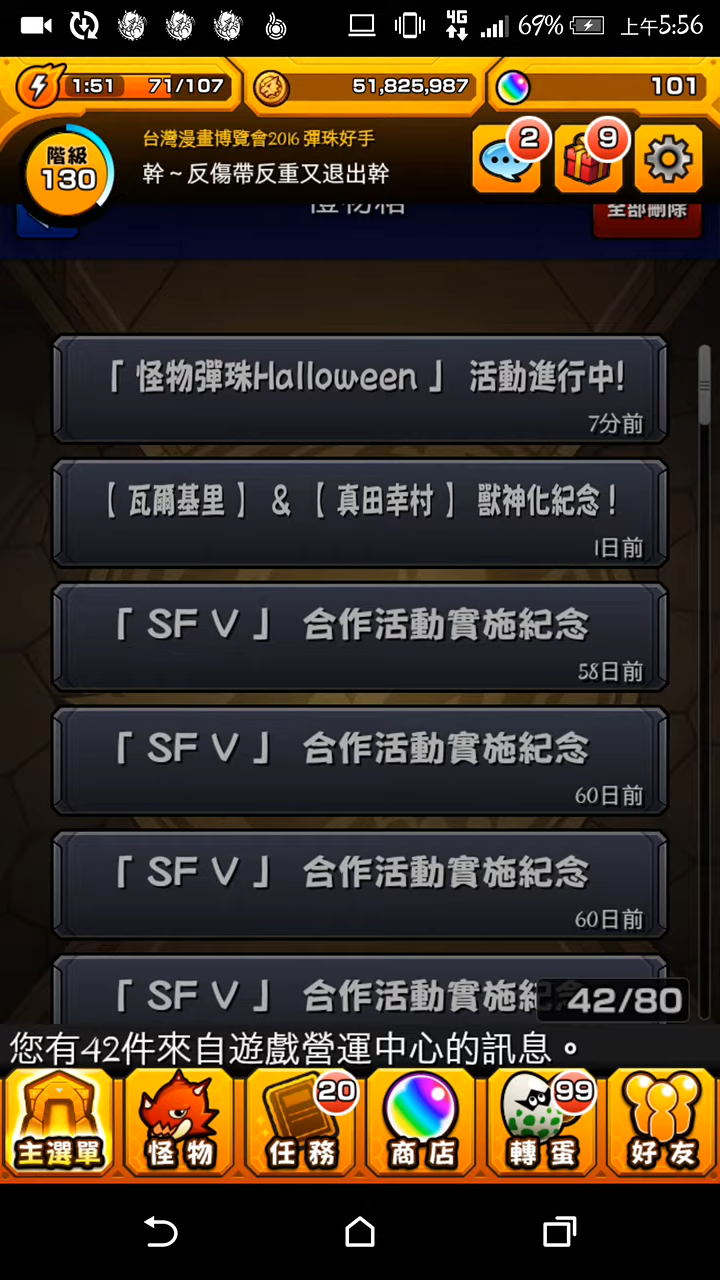 4G 69% 上午5:56
1:51 71/107 51,825,987 101
階級
130
台灣漫畫博覽會2016 彈珠好手
幹~反傷帶反重又退出幹
2 9
禮物箱 全部刪除
「怪物彈珠Halloween」 活動進行中!
7分前
【瓦爾基里】 & 【真田幸村】 獸神化紀念!
1日前
「SF V」 合作活動實施紀念
58日前
「SF V」 合作活動實施紀念
60日前
「SF V」 合作活動實施紀念
60日前
「SF V」 合作活動實施紀念
42/80
您有42件來自遊戲營運中心的訊息。
20 99
主選單 怪物 任務 商店 轉蛋 好友